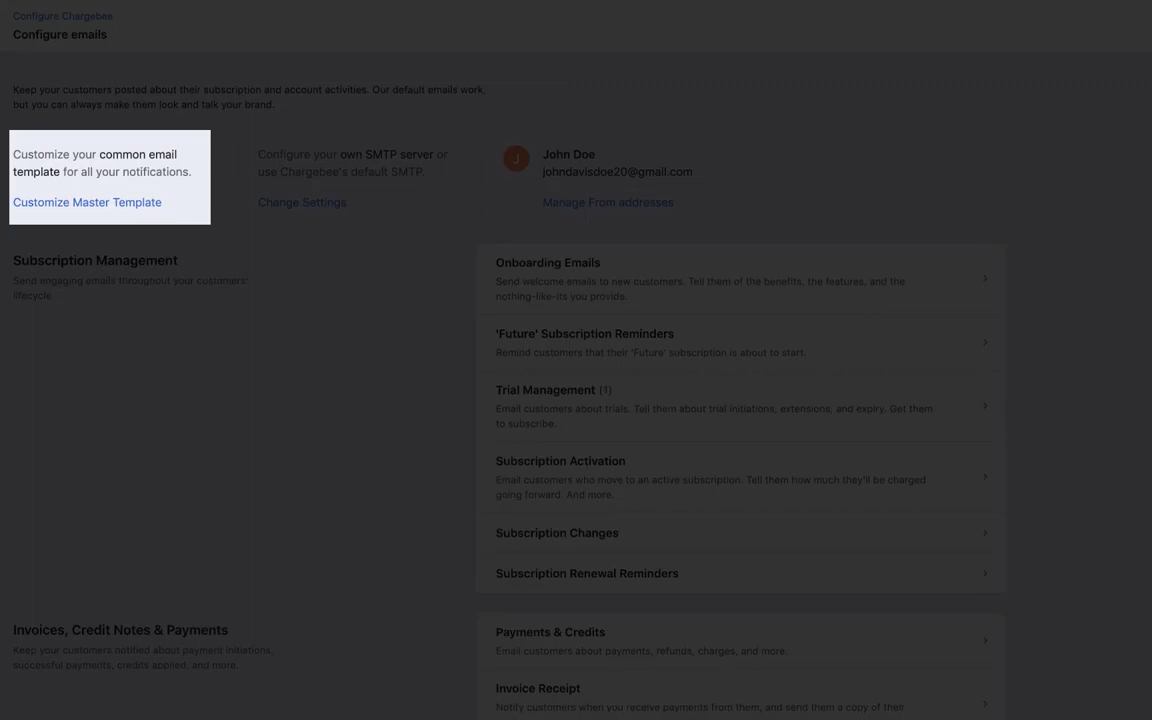 Configure Chargebee
Configure emails
Keep your customers posted about their subscription and account activities. Our default emails work,
but you can always make them look and talk your brand.
Customize your common email
template for all your notifications.
Customize Master Template
Configure your own SMTP server or
use Chargebee's default SMTP.
Change Settings
J
John Doe
johndavisdoe20@gmail.com
Manage From addresses
Subscription Management
Send engaging emails throughout your customers'
lifecycle.
Onboarding Emails
Send welcome emails to new customers. Tell them of the benefits, the features, and the
nothing-like-its you provide.
'Future' Subscription Reminders
Remind customers that their 'Future' subscription is about to start.
Trial Management (1)
Email customers about trials. Tell them about trial initiations, extensions, and expiry. Get them
to subscribe.
Subscription Activation
Email customers who move to an active subscription. Tell them how much they'll be charged
going forward. And more.
Subscription Changes
Subscription Renewal Reminders
Invoices, Credit Notes & Payments
Keep your customers notified about payment initiations,
successful payments, credits applied, and more.
Payments & Credits
Email customers about payments, refunds, charges, and more.
Invoice Receipt
Notify customers when you receive payments from them, and send them a copy of their